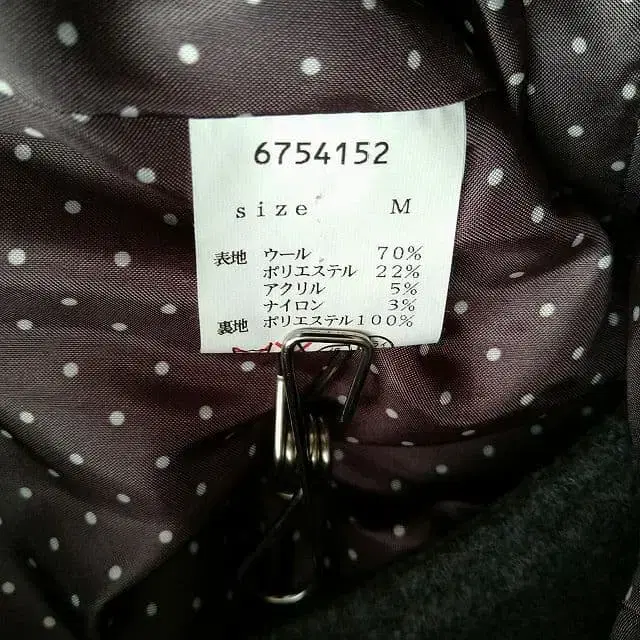 6754152
size M
表地 ウール 70%
ポリエステル 22%
アクリル 5%
ナイロン 3%
裏地 ポリエステル100%